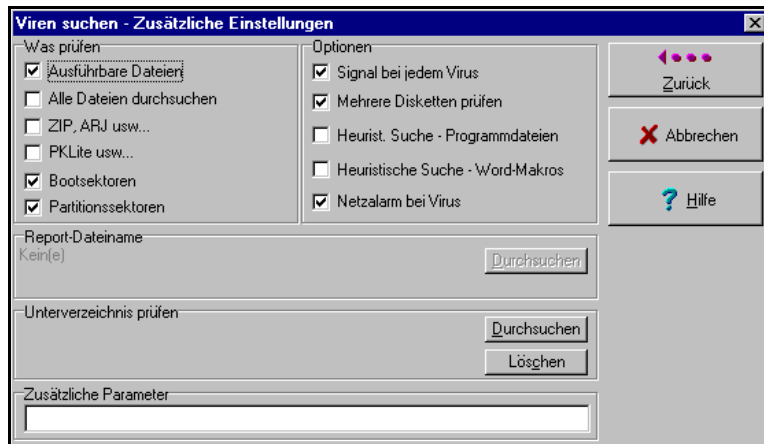 Viren suchen - Zusätzliche Einstellungen
Was prüfen
Ausführbare Dateien
Alle Dateien durchsuchen
ZIP, ARJ usw...
PKLite usw...
Bootsektoren
Partitionssektoren
Optionen
Signal bei jedem Virus
Mehrere Disketten prüfen
Heurist. Suche - Programmdateien
Heuristische Suche - Word-Makros
Netzalarm bei Virus
Zurück
Abbrechen
Hilfe
Report-Dateiname
Kein(e)
Durchsuchen
Unterverzeichnis prüfen
Durchsuchen
Löschen
Zusätzliche Parameter